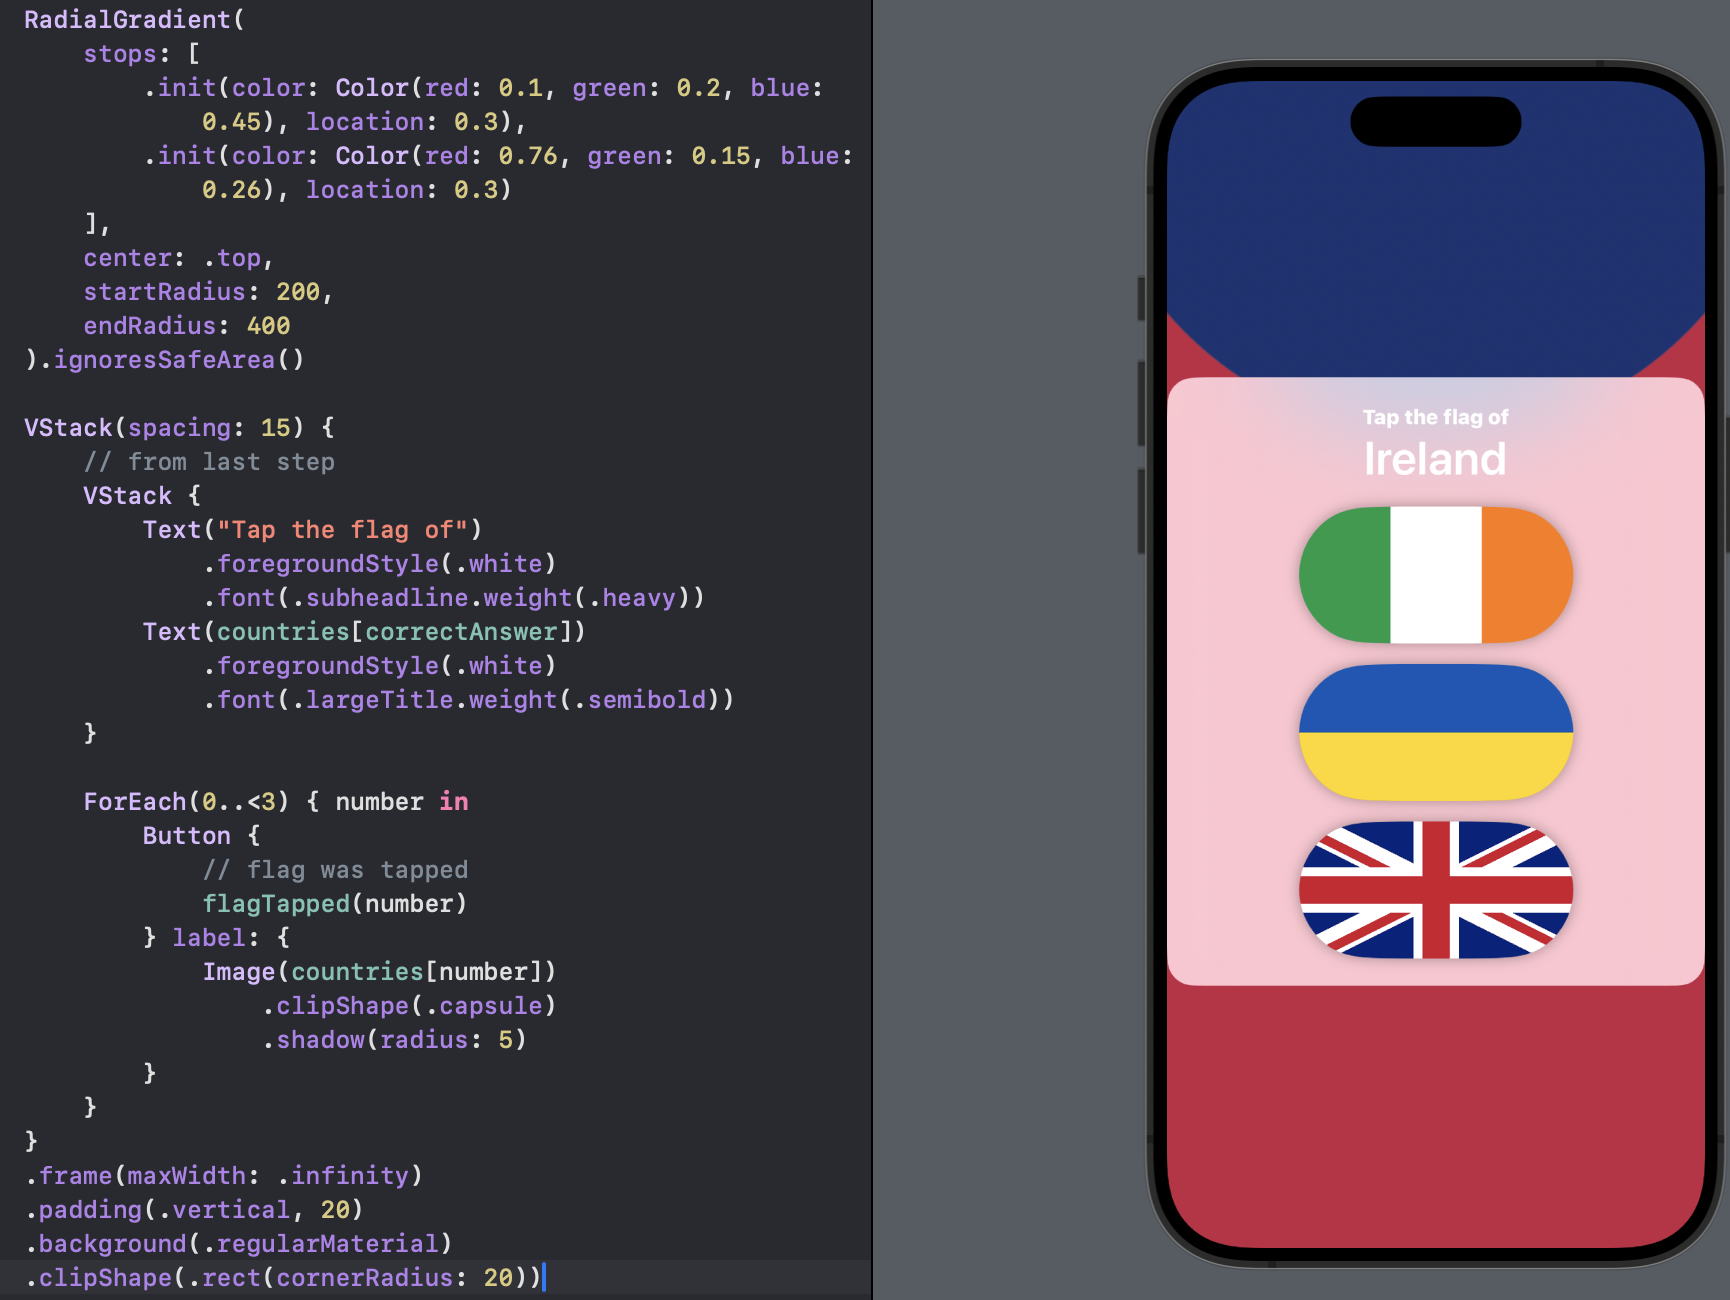 RadialGradient(
stops: [
.init(color: Color(red: 0.1, green: 0.2, blue:
0.45), location: 0.3),
.init(color: Color(red: 0.76, green: 0.15, blue:
0.26), location: 0.3)
],
center: .top,
startRadius: 200,
endRadius: 400
).ignoresSafeArea()
VStack(spacing: 15) {
// from last step
VStack {
Text("Tap the flag of")
.foregroundStyle(.white)
.font(.subheadline.weight(.heavy))
Text(countries[correctAnswer])
.foregroundStyle(.white)
.font(.largeTitle.weight(.semibold))
}
ForEach(0..<3) { number in
Button {
// flag was tapped
flagTapped(number)
} label: {
Image(countries[number])
.clipShape(.capsule)
.shadow(radius: 5)
}
}
}
.frame(maxWidth: .infinity)
.padding(.vertical, 20)
.background(.regularMaterial)
.clipShape(.rect(cornerRadius: 20))
Tap the flag of
Ireland